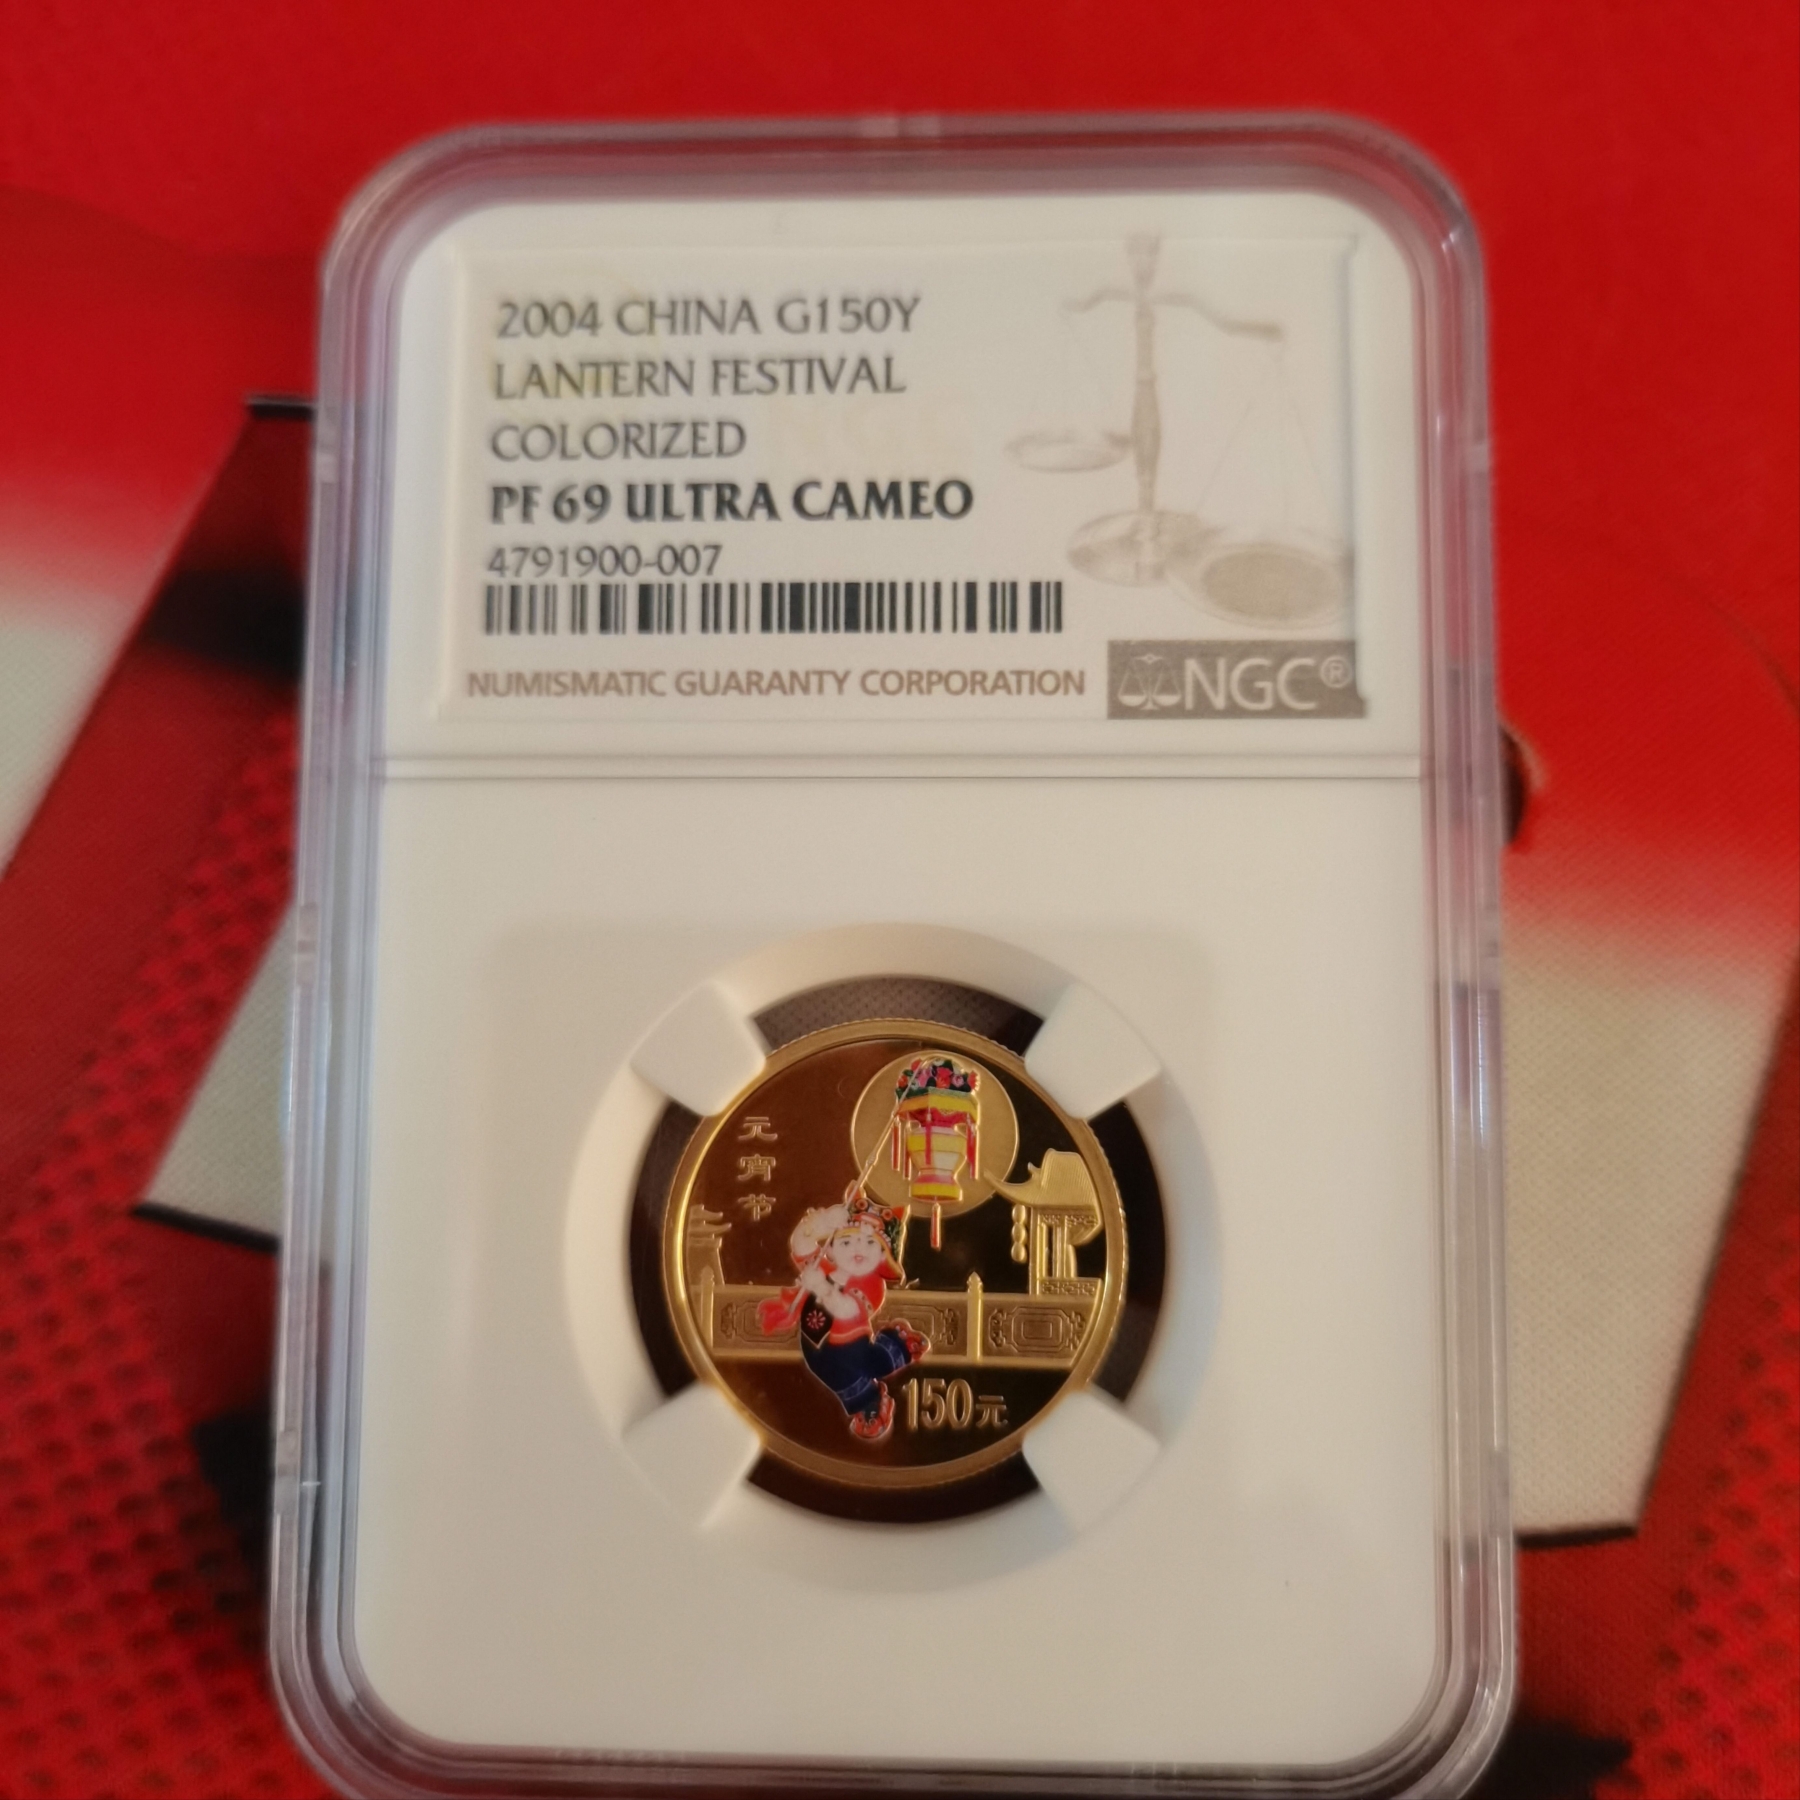 2004 CHINA G150Y
LANTERN FESTIVAL
COLORIZED
PF 69 ULTRA CAMEO
4791900-007
NUMISMATIC GUARANTY CORPORATION
NGC®
元宵节
150元